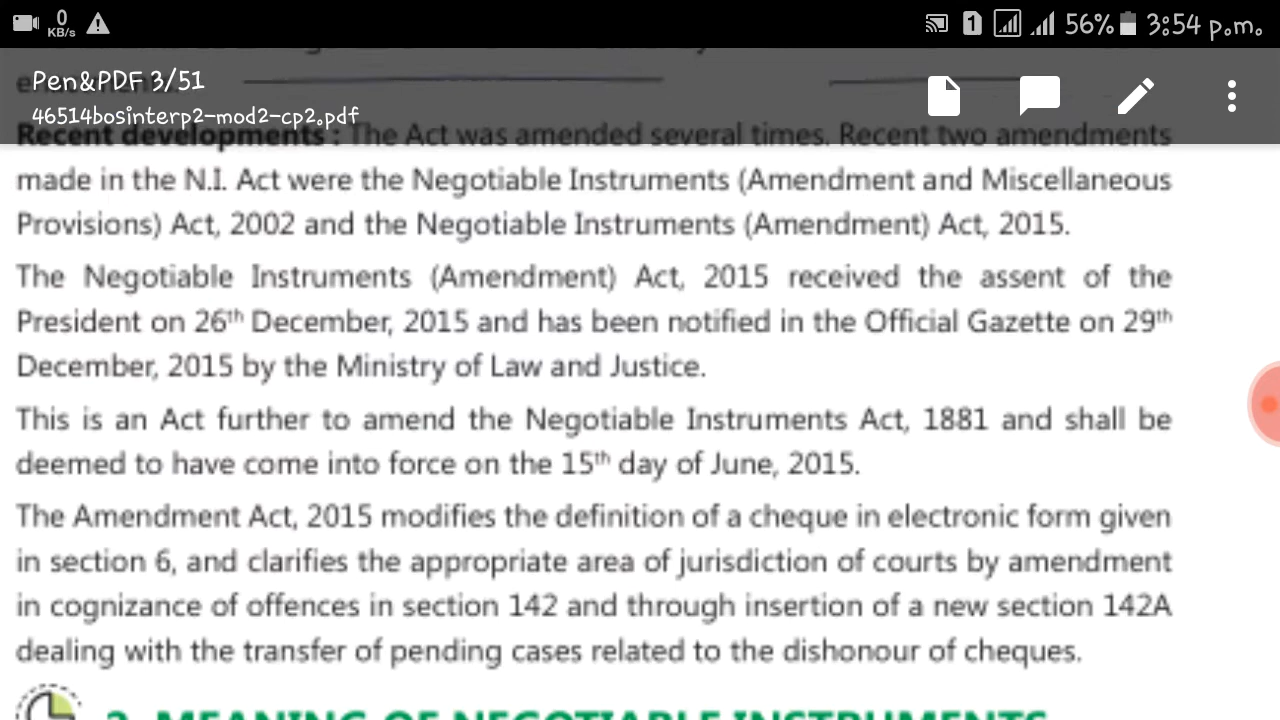 0 KB/s 1 56% 3:54 p.m.
Pen&PDF 3/51
46514bosinterp2-mod2-cp2.pdf
Recent developments : The Act was amended several times. Recent two amendments
made in the N.I. Act were the Negotiable Instruments (Amendment and Miscellaneous
Provisions) Act, 2002 and the Negotiable Instruments (Amendment) Act, 2015.
The Negotiable Instruments (Amendment) Act, 2015 received the assent of the
President on 26th December, 2015 and has been notified in the Official Gazette on 29th
December, 2015 by the Ministry of Law and Justice.
This is an Act further to amend the Negotiable Instruments Act, 1881 and shall be
deemed to have come into force on the 15th day of June, 2015.
The Amendment Act, 2015 modifies the definition of a cheque in electronic form given
in section 6, and clarifies the appropriate area of jurisdiction of courts by amendment
in cognizance of offences in section 142 and through insertion of a new section 142A
dealing with the transfer of pending cases related to the dishonour of cheques.
2. MEANING OF NEGOTIABLE INSTRUMENTS